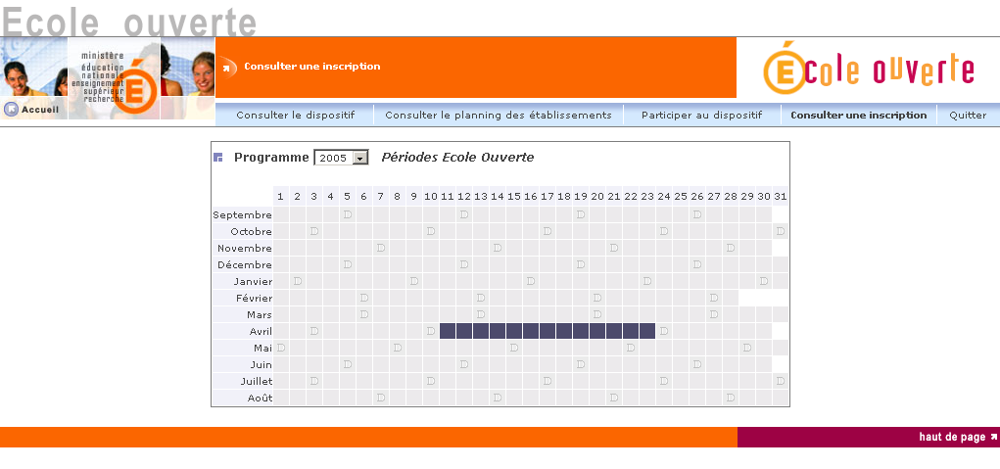 Ecole ouverte
ministère
éducation
nationale
enseignement
supérieur
recherche
É
Accueil
Consulter une inscription
École ouverte
Consulter le dispositif
Consulter le planning des établissements
Participer au dispositif
Consulter une inscription
Quitter
Programme 2005 Périodes Ecole Ouverte
1 2 3 4 5 6 7 8 9 10 11 12 13 14 15 16 17 18 19 20 21 22 23 24 25 26 27 28 29 30 31
Septembre D D D D
Octobre D D D D D
Novembre D D D D
Décembre D D D D
Janvier D D D D D
Février D D D D
Mars D D D D
Avril D D D
Mai D D D D D
Juin D D D D
Juillet D D D D D
Août D D D D
haut de page